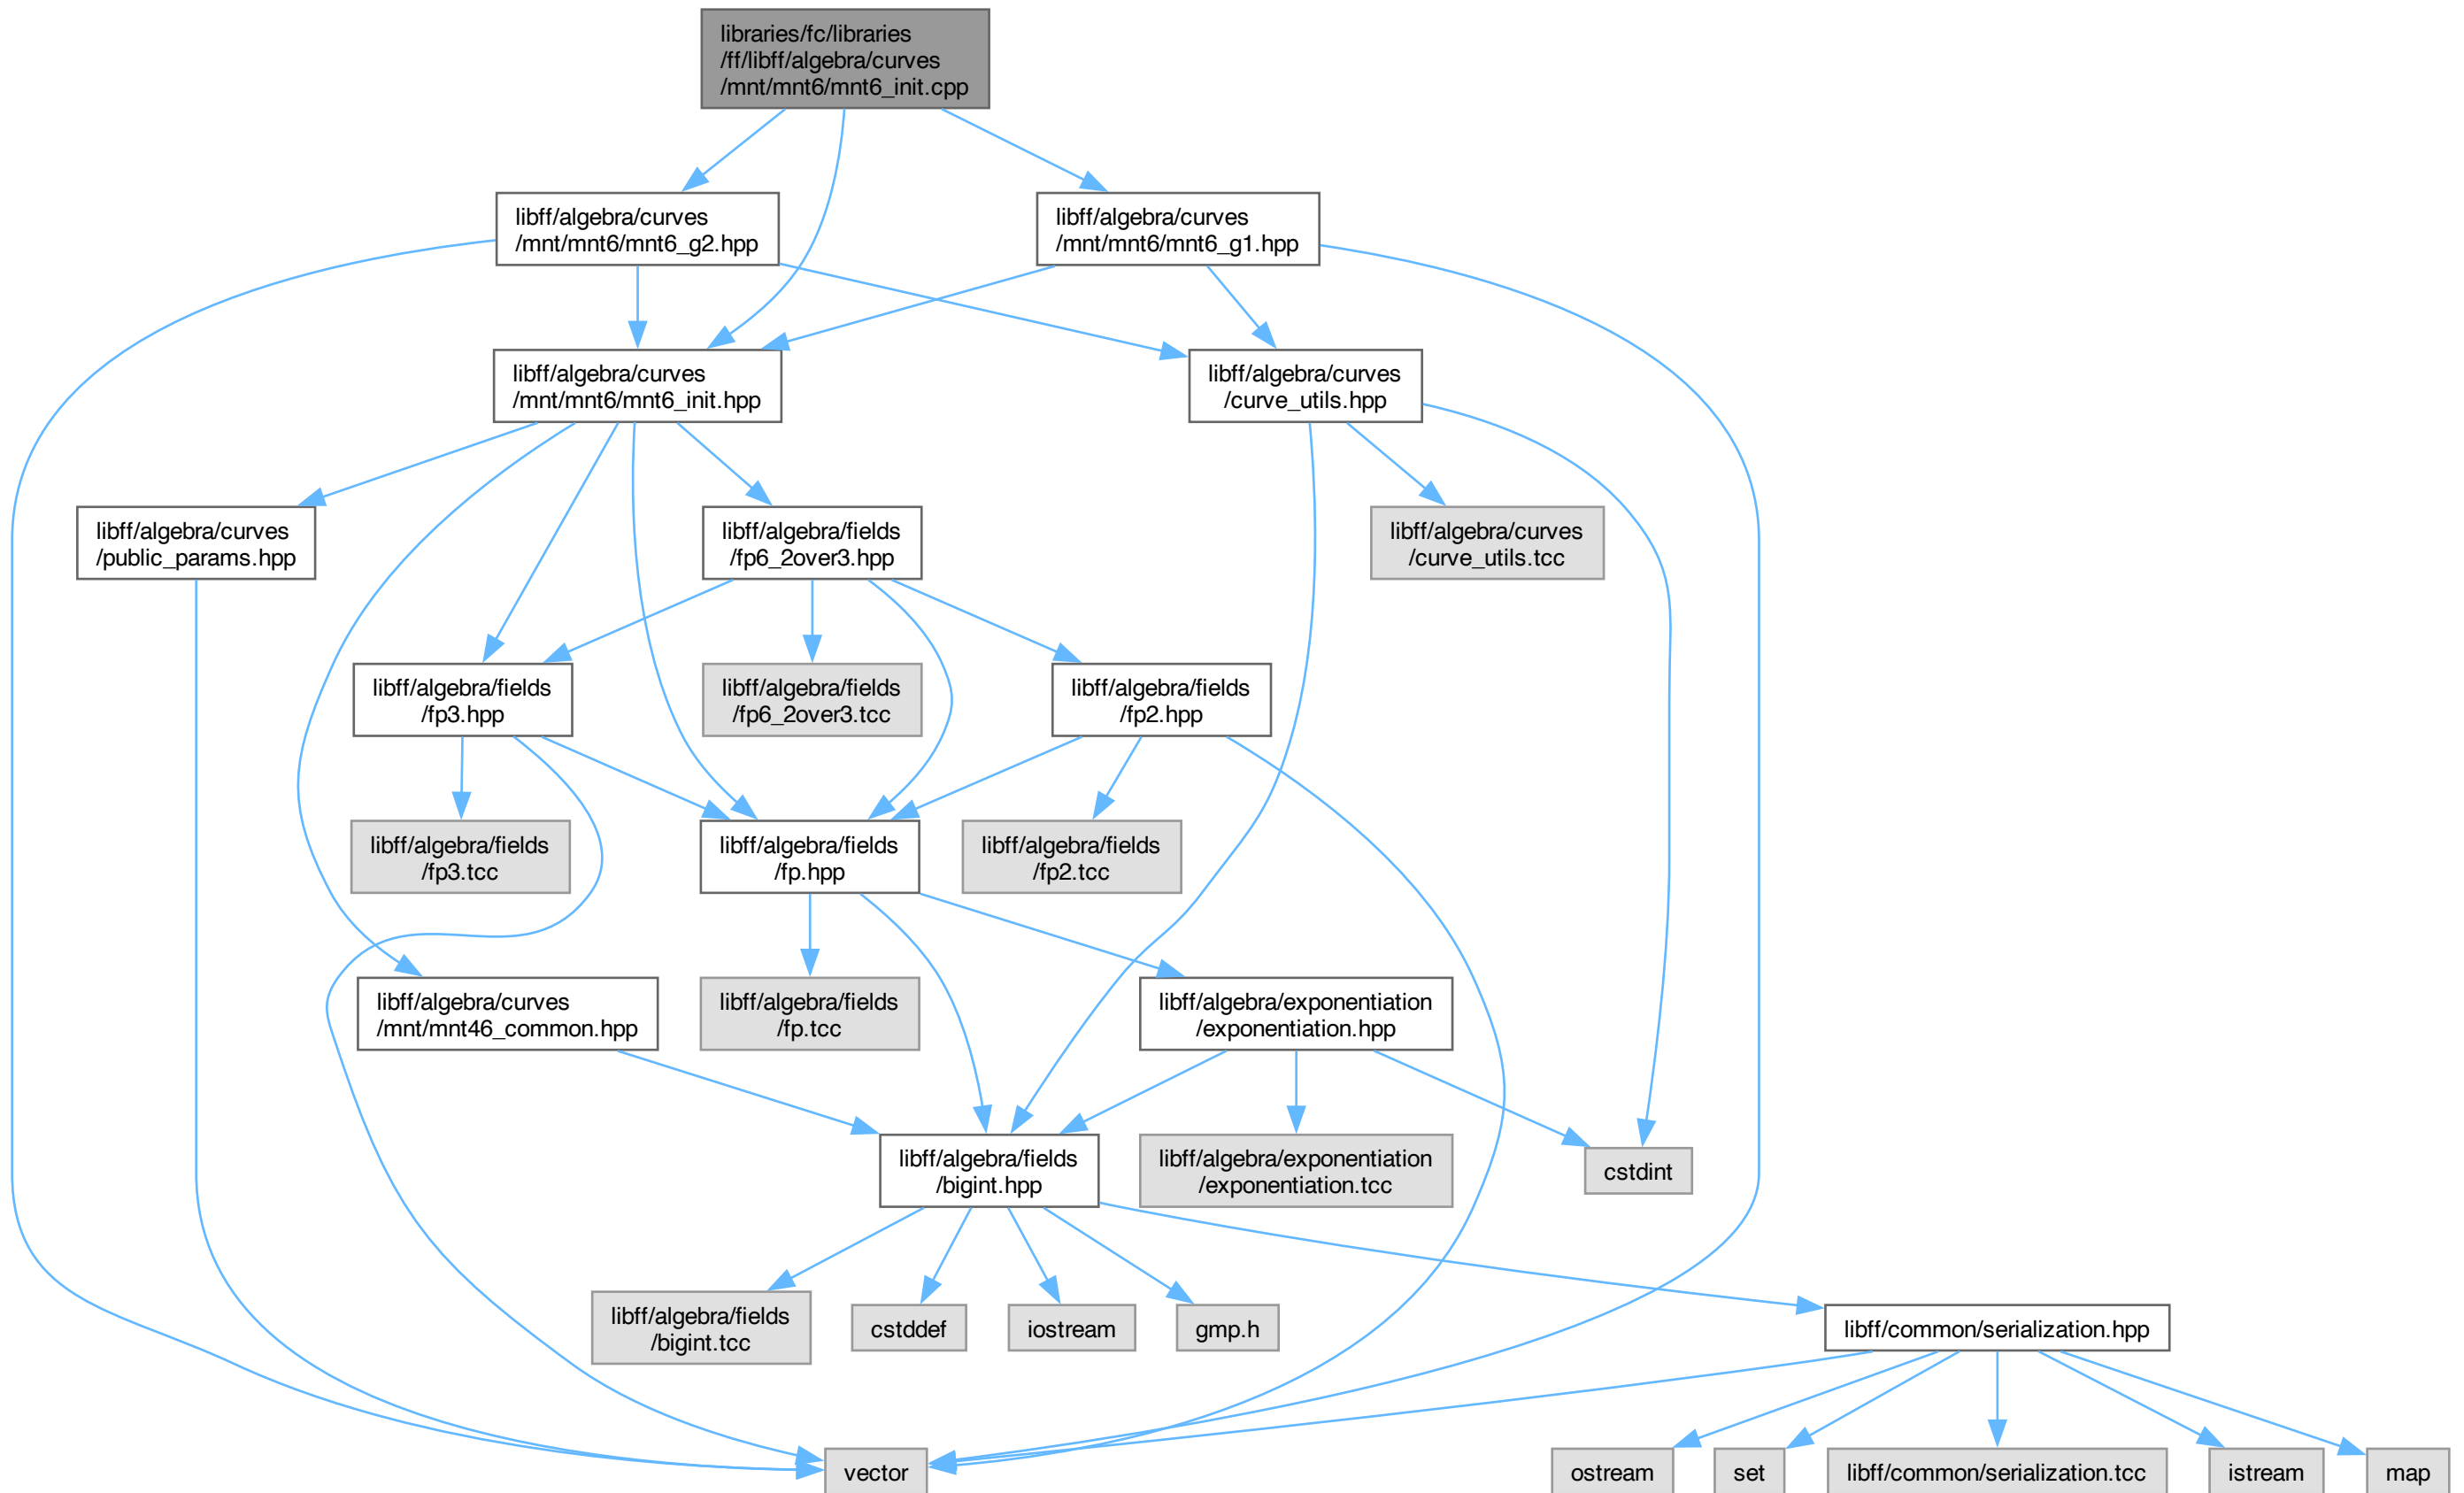 libraries/fc/libraries
/ff/libff/algebra/curves
/mnt/mnt6/mnt6_init.cpp
libff/algebra/curves
/mnt/mnt6/mnt6_g2.hpp
libff/algebra/curves
/mnt/mnt6/mnt6_g1.hpp
libff/algebra/curves
/mnt/mnt6/mnt6_init.hpp
libff/algebra/curves
/curve_utils.hpp
libff/algebra/curves
/public_params.hpp
libff/algebra/fields
/fp6_2over3.hpp
libff/algebra/curves
/curve_utils.tcc
libff/algebra/fields
/fp3.hpp
libff/algebra/fields
/fp6_2over3.tcc
libff/algebra/fields
/fp2.hpp
libff/algebra/fields
/fp3.tcc
libff/algebra/fields
/fp.hpp
libff/algebra/fields
/fp2.tcc
libff/algebra/curves
/mnt/mnt46_common.hpp
libff/algebra/fields
/fp.tcc
libff/algebra/exponentiation
/exponentiation.hpp
libff/algebra/fields
/bigint.hpp
libff/algebra/exponentiation
/exponentiation.tcc
cstdint
libff/algebra/fields
/bigint.tcc
cstddef
iostream
gmp.h
libff/common/serialization.hpp
vector
ostream
set
libff/common/serialization.tcc
istream
map